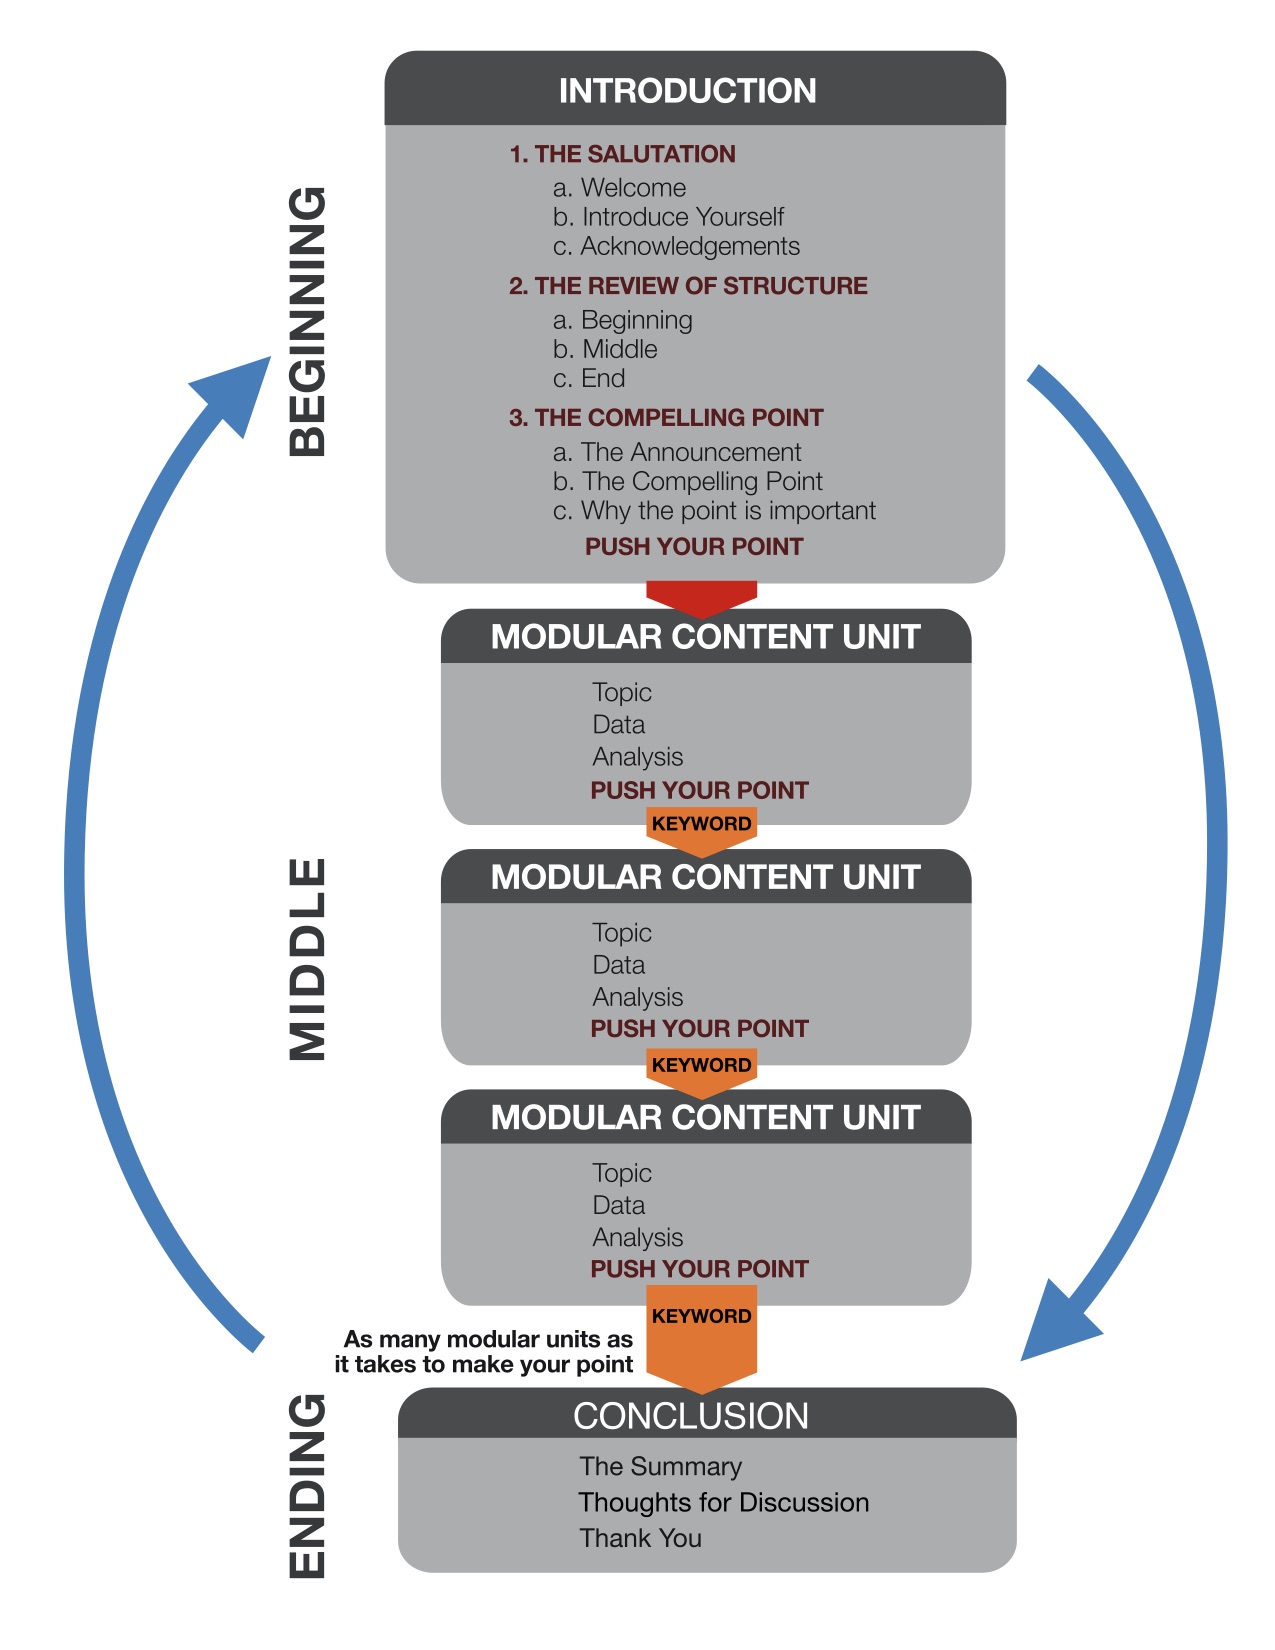 BEGINNING
INTRODUCTION
1. THE SALUTATION
a. Welcome
b. Introduce Yourself
c. Acknowledgements
2. THE REVIEW OF STRUCTURE
a. Beginning
b. Middle
c. End
3. THE COMPELLING POINT
a. The Announcement
b. The Compelling Point
c. Why the point is important
PUSH YOUR POINT
MIDDLE
MODULAR CONTENT UNIT
Topic
Data
Analysis
PUSH YOUR POINT
KEYWORD
MODULAR CONTENT UNIT
Topic
Data
Analysis
PUSH YOUR POINT
KEYWORD
MODULAR CONTENT UNIT
Topic
Data
Analysis
PUSH YOUR POINT
KEYWORD
As many modular units as
it takes to make your point
ENDING
CONCLUSION
The Summary
Thoughts for Discussion
Thank You